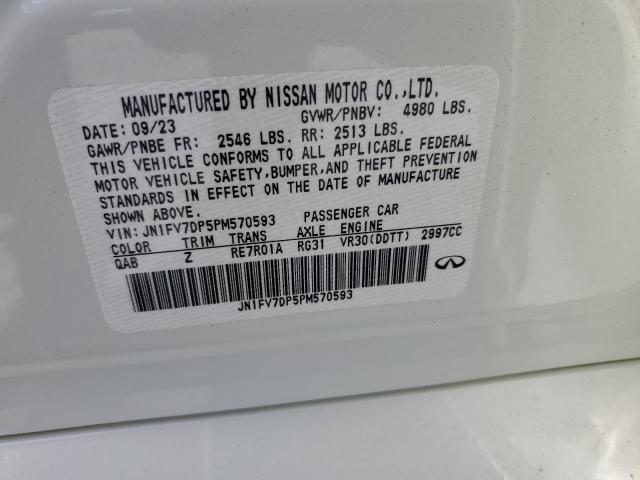 MANUFACTURED BY NISSAN MOTOR CO.,LTD.
DATE: 09/23 GVWR/PNBV: 4980 LBS.
GAWR/PNBE FR: 2546 LBS. RR: 2513 LBS.
THIS VEHICLE CONFORMS TO ALL APPLICABLE FEDERAL
MOTOR VEHICLE SAFETY,BUMPER,AND THEFT PREVENTION
STANDARDS IN EFFECT ON THE DATE OF MANUFACTURE
SHOWN ABOVE.
VIN: JN1FV7DP5PM570593 PASSENGER CAR
COLOR TRIM TRANS AXLE ENGINE
QAB Z RE7R01A RG31 VR30(DDTT) 2997CC
JN1FV7DP5PM570593